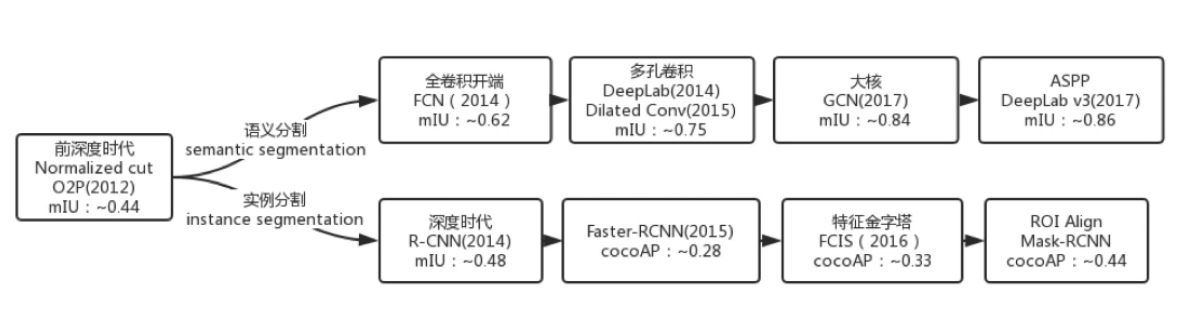 前深度时代
Normalized cut
O2P(2012)
mIU：~0.44
语义分割
semantic segmentation
全卷积开端
FCN（2014）
mIU：~0.62
多孔卷积
DeepLab(2014)
Dilated Conv(2015)
mIU：~0.75
大核
GCN(2017)
mIU：~0.84
ASPP
DeepLab v3(2017)
mIU：~0.86
实例分割
instance segmentation
深度时代
R-CNN(2014)
mIU：~0.48
Faster-RCNN(2015)
cocoAP：~0.28
特征金字塔
FCIS（2016）
cocoAP：~0.33
ROI Align
Mask-RCNN
cocoAP：~0.44